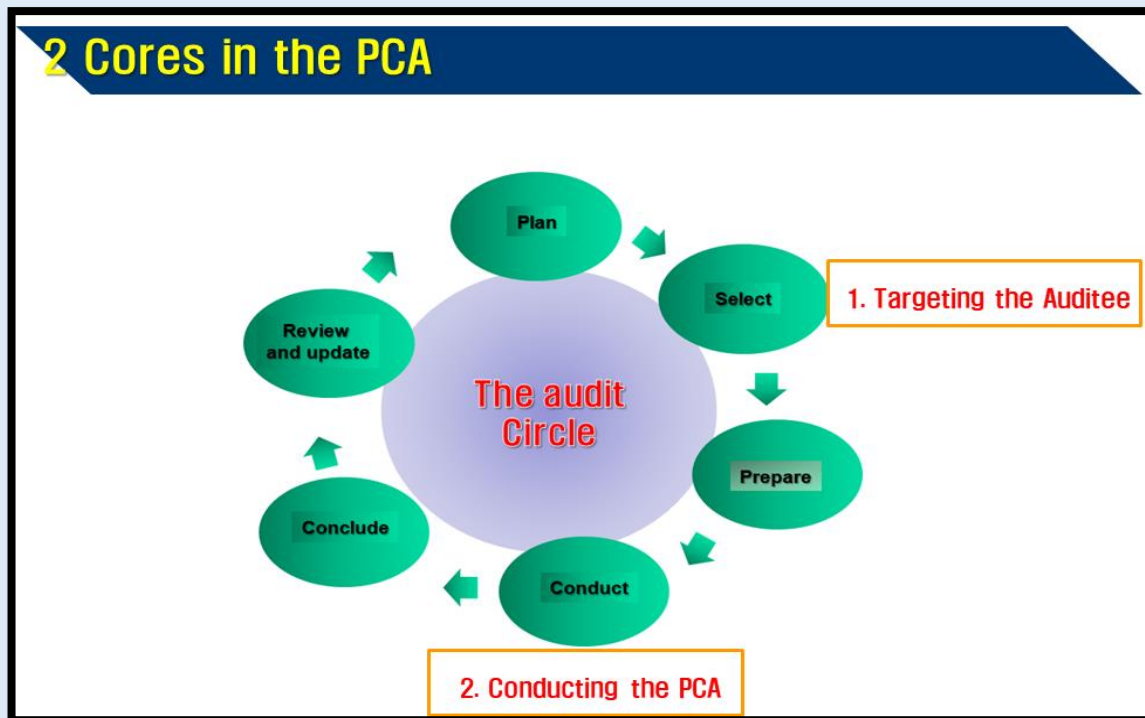 2 Cores in the PCA
Plan
Select
1. Targeting the Auditee
Review
and update
The audit
Circle
Prepare
Conclude
Conduct
2. Conducting the PCA